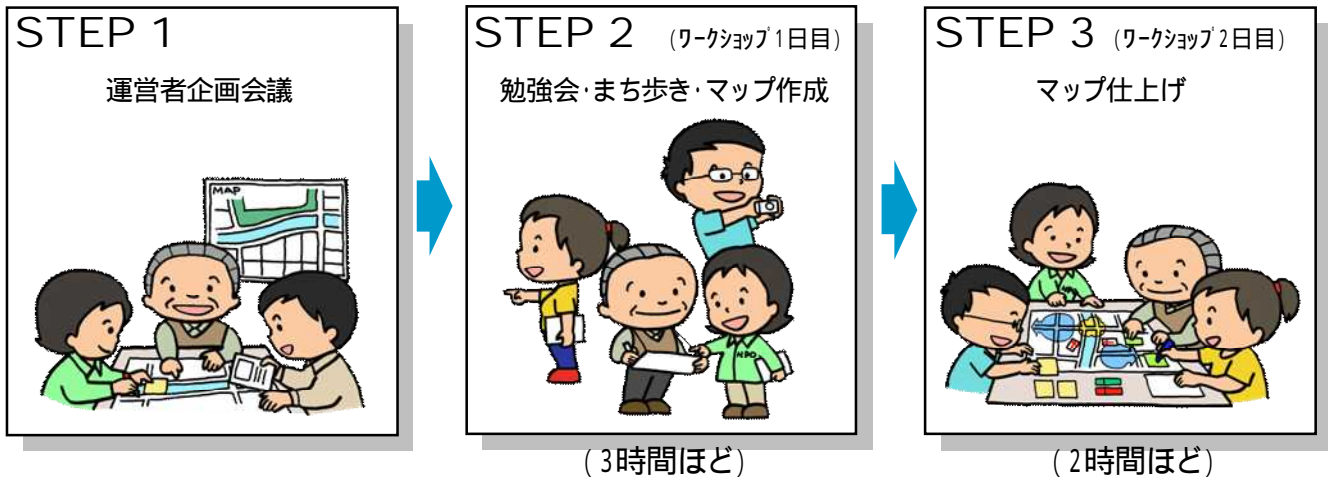 STEP 1
運営者企画会議
MAP
STEP 2 (ﾜｰｸｼｮｯﾌﾟ1日目)
勉強会・まち歩き・マップ作成
NPO
(3時間ほど)
STEP 3 (ﾜｰｸｼｮｯﾌﾟ2日目)
マップ仕上げ
(2時間ほど)